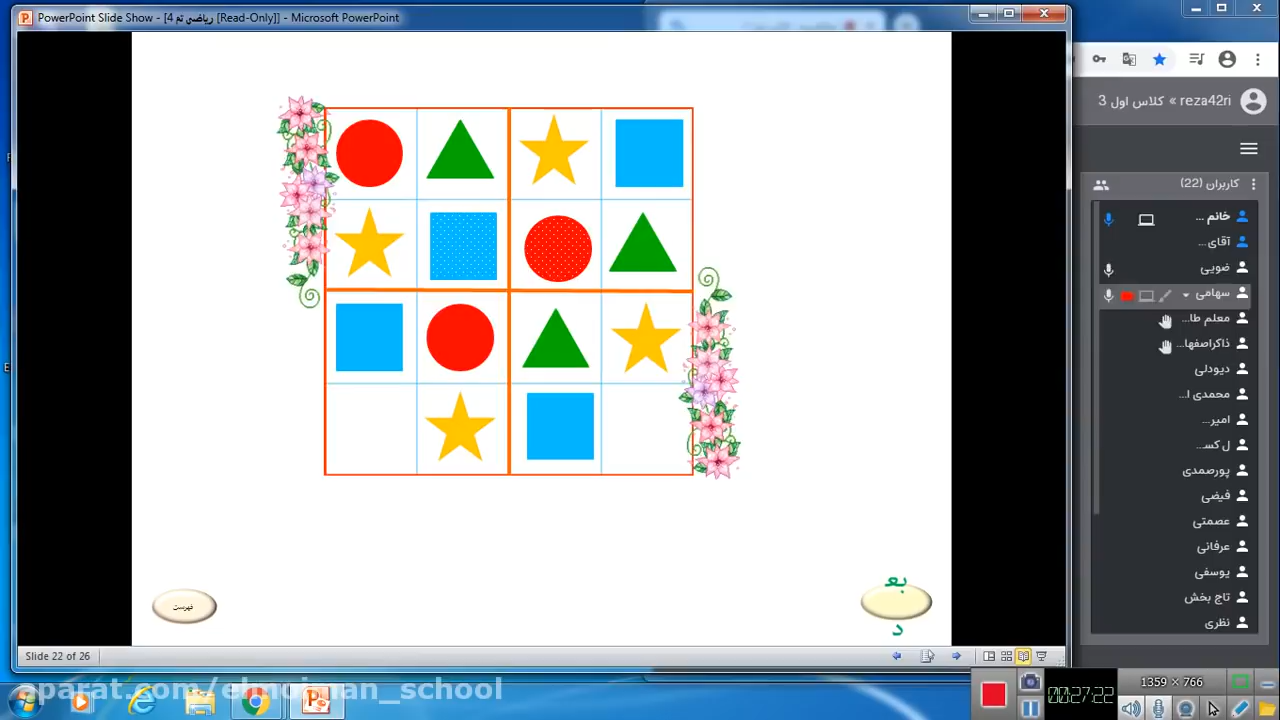 PowerPoint Slide Show - [ریاضی تم 4 [Read-Only]] - Microsoft PowerPoint
reza42ri » کلاس اول 3
کاربران (22)
خانم ...
آقای...
ضویی
سهامی
معلم طا...
ذاکراصفها...
دیودلی
محمدی ا...
امیر...
ل کس...
پورصمدی
فیضی
عصمتی
عرفانی
یوسفی
تاج بخش
نظری
فهرست
بعد
Slide 22 of 26
aparat.com/elmoiman_school
00:27:22
1359 × 766